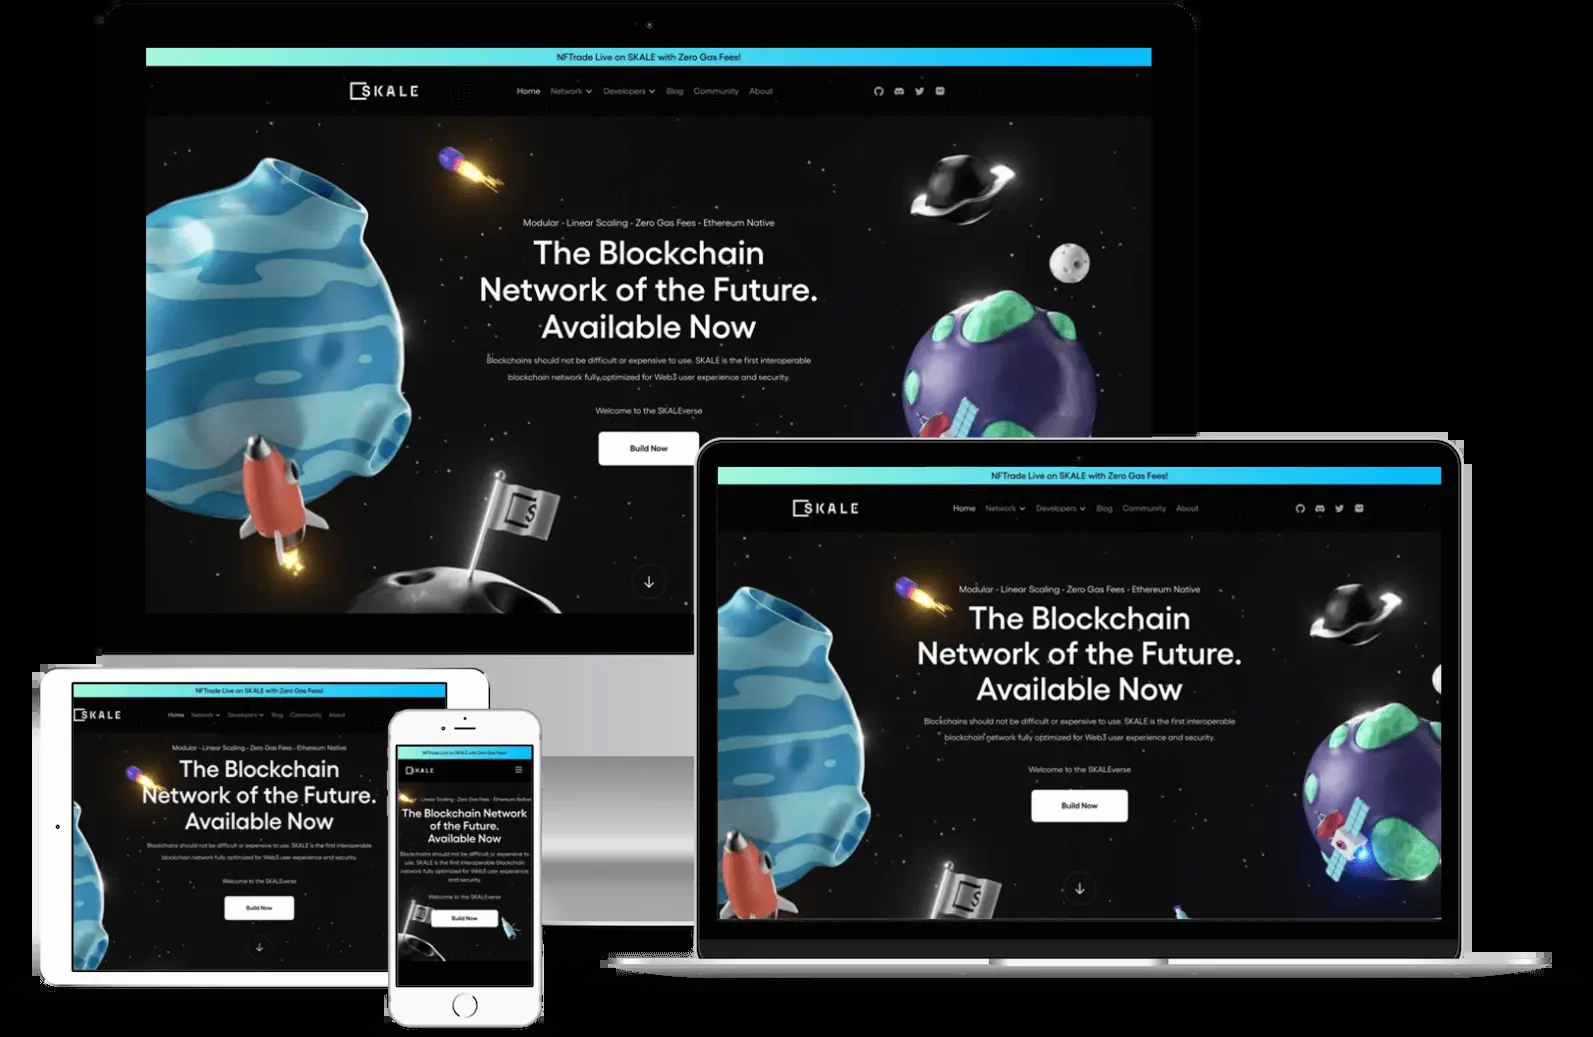 NFTrade Live on SKALE with Zero Gas Fees!
SKALE Home Network Developers Blog Community About
Modular - Linear Scaling - Zero Gas Fees - Ethereum Native
The Blockchain
Network of the Future.
Available Now
Blockchains should not be difficult or expensive to use. SKALE is the first interoperable
blockchain network fully optimized for Web3 user experience and security.
Welcome to the SKALEverse
Build Now
S
NFTrade Live on SKALE with Zero Gas Fees!
SKALE Home Network Developers Blog Community About
Modular - Linear Scaling - Zero Gas Fees - Ethereum Native
The Blockchain
Network of the Future.
Available Now
Blockchains should not be difficult or expensive to use. SKALE is the first interoperable
blockchain network fully optimized for Web3 user experience and security.
Welcome to the SKALEverse
Build Now
S
NFTrade Live on SKALE with Zero Gas Fees!
SKALE Home Network Developers Blog Community About
Modular - Linear Scaling - Zero Gas Fees - Ethereum Native
The Blockchain
Network of the Future.
Available Now
Blockchains should not be difficult or expensive to use. SKALE is the first interoperable
blockchain network fully optimized for Web3 user experience and security.
Welcome to the SKALEverse
Build Now
NFTrade Live on SKALE with Zero Gas Fees!
SKALE
- Linear Scaling - Zero Gas Fees - Ethereum Native
The Blockchain Network
of the Future.
Available Now
Blockchains should not be difficult or expensive to
use. SKALE is the first interoperable blockchain
network fully optimized for Web3 user experience
and security.
Welcome to the SKALEverse
Build Now